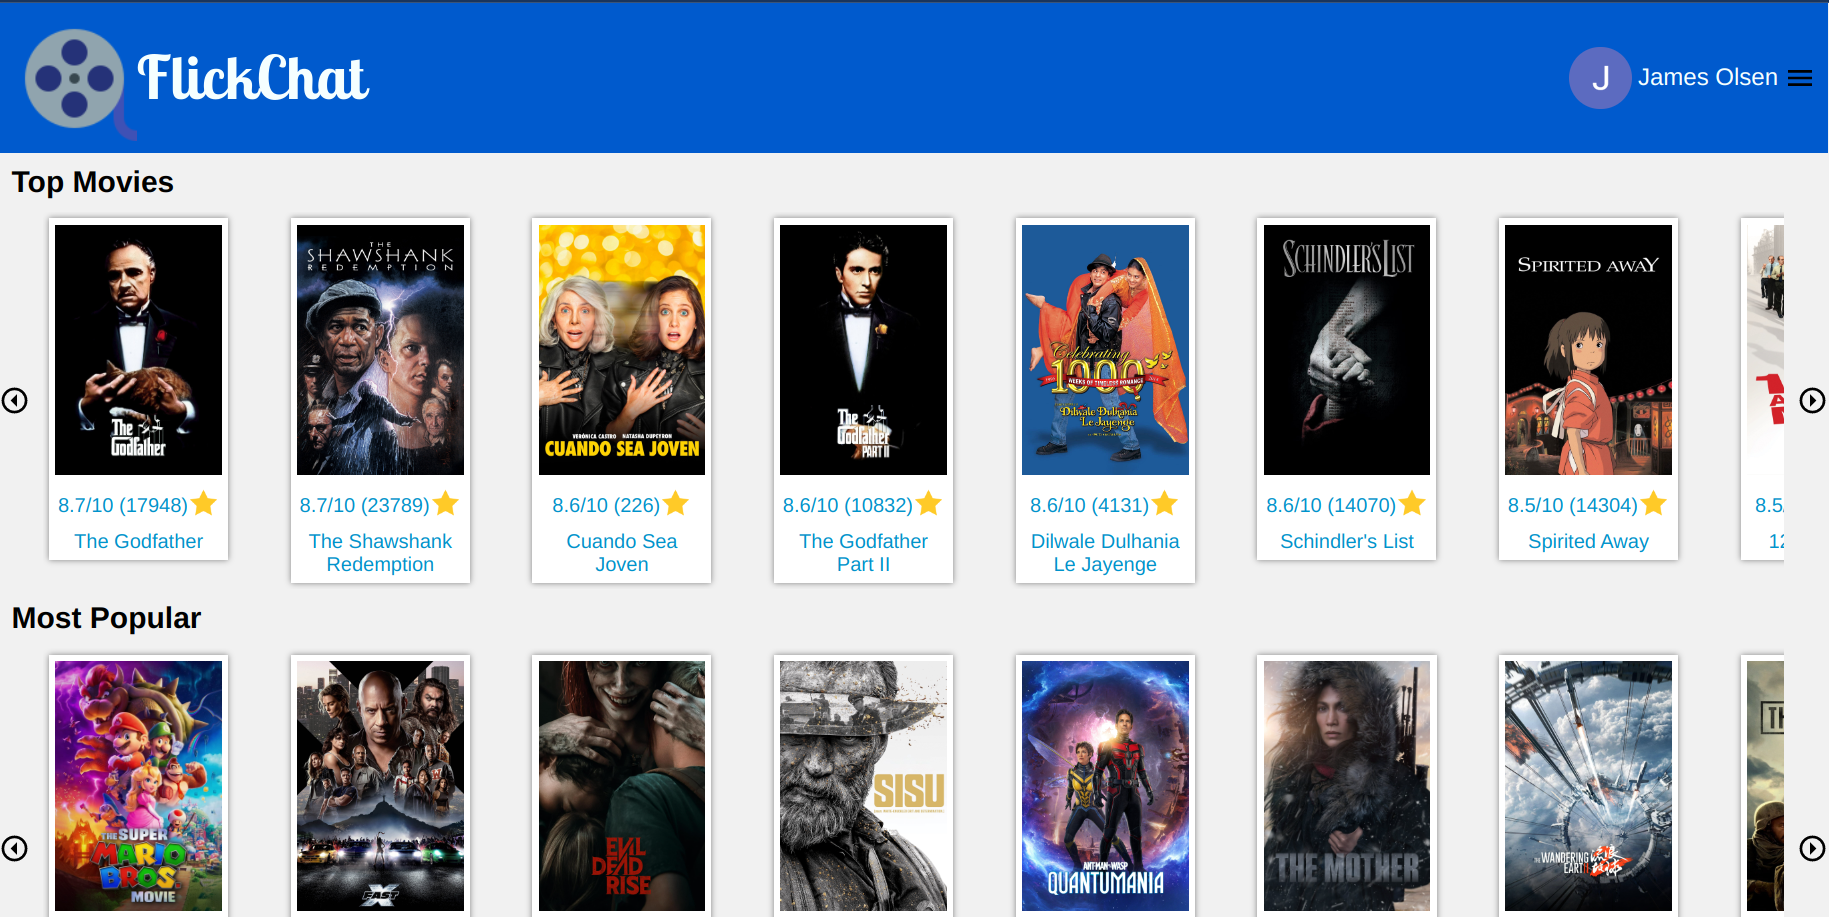 FlickChat
J
James Olsen
Top Movies
The
Godfather
THE
SHAWSHANK
REDEMPTION
VERÓNICA CASTRO NATASHA DUPEYRON
CUANDO SEA JOVEN
The
Godfather
PART II
Celebrating
1000
WEEKS OF TIMELESS ROMANCE
Dilwale Dulhania
Le Jayenge
SCHINDLER'S LIST
SPIRITED AWAY
8.7/10 (17948)
8.7/10 (23789)
8.6/10 (226)
8.6/10 (10832)
8.6/10 (4131)
8.6/10 (14070)
8.5/10 (14304)
8.5/
The Godfather
The Shawshank
Redemption
Cuando Sea
Joven
The Godfather
Part II
Dilwale Dulhania
Le Jayenge
Schindler's List
Spirited Away
12
Most Popular
THE SUPER
MARIO
BROS.
MOVIE
FAST X
EVIL
DEAD
RISE
SISU
ANT-MAN AND THE WASP
QUANTUMANIA
THE MOTHER
THE WANDERING
EARTH II
TH